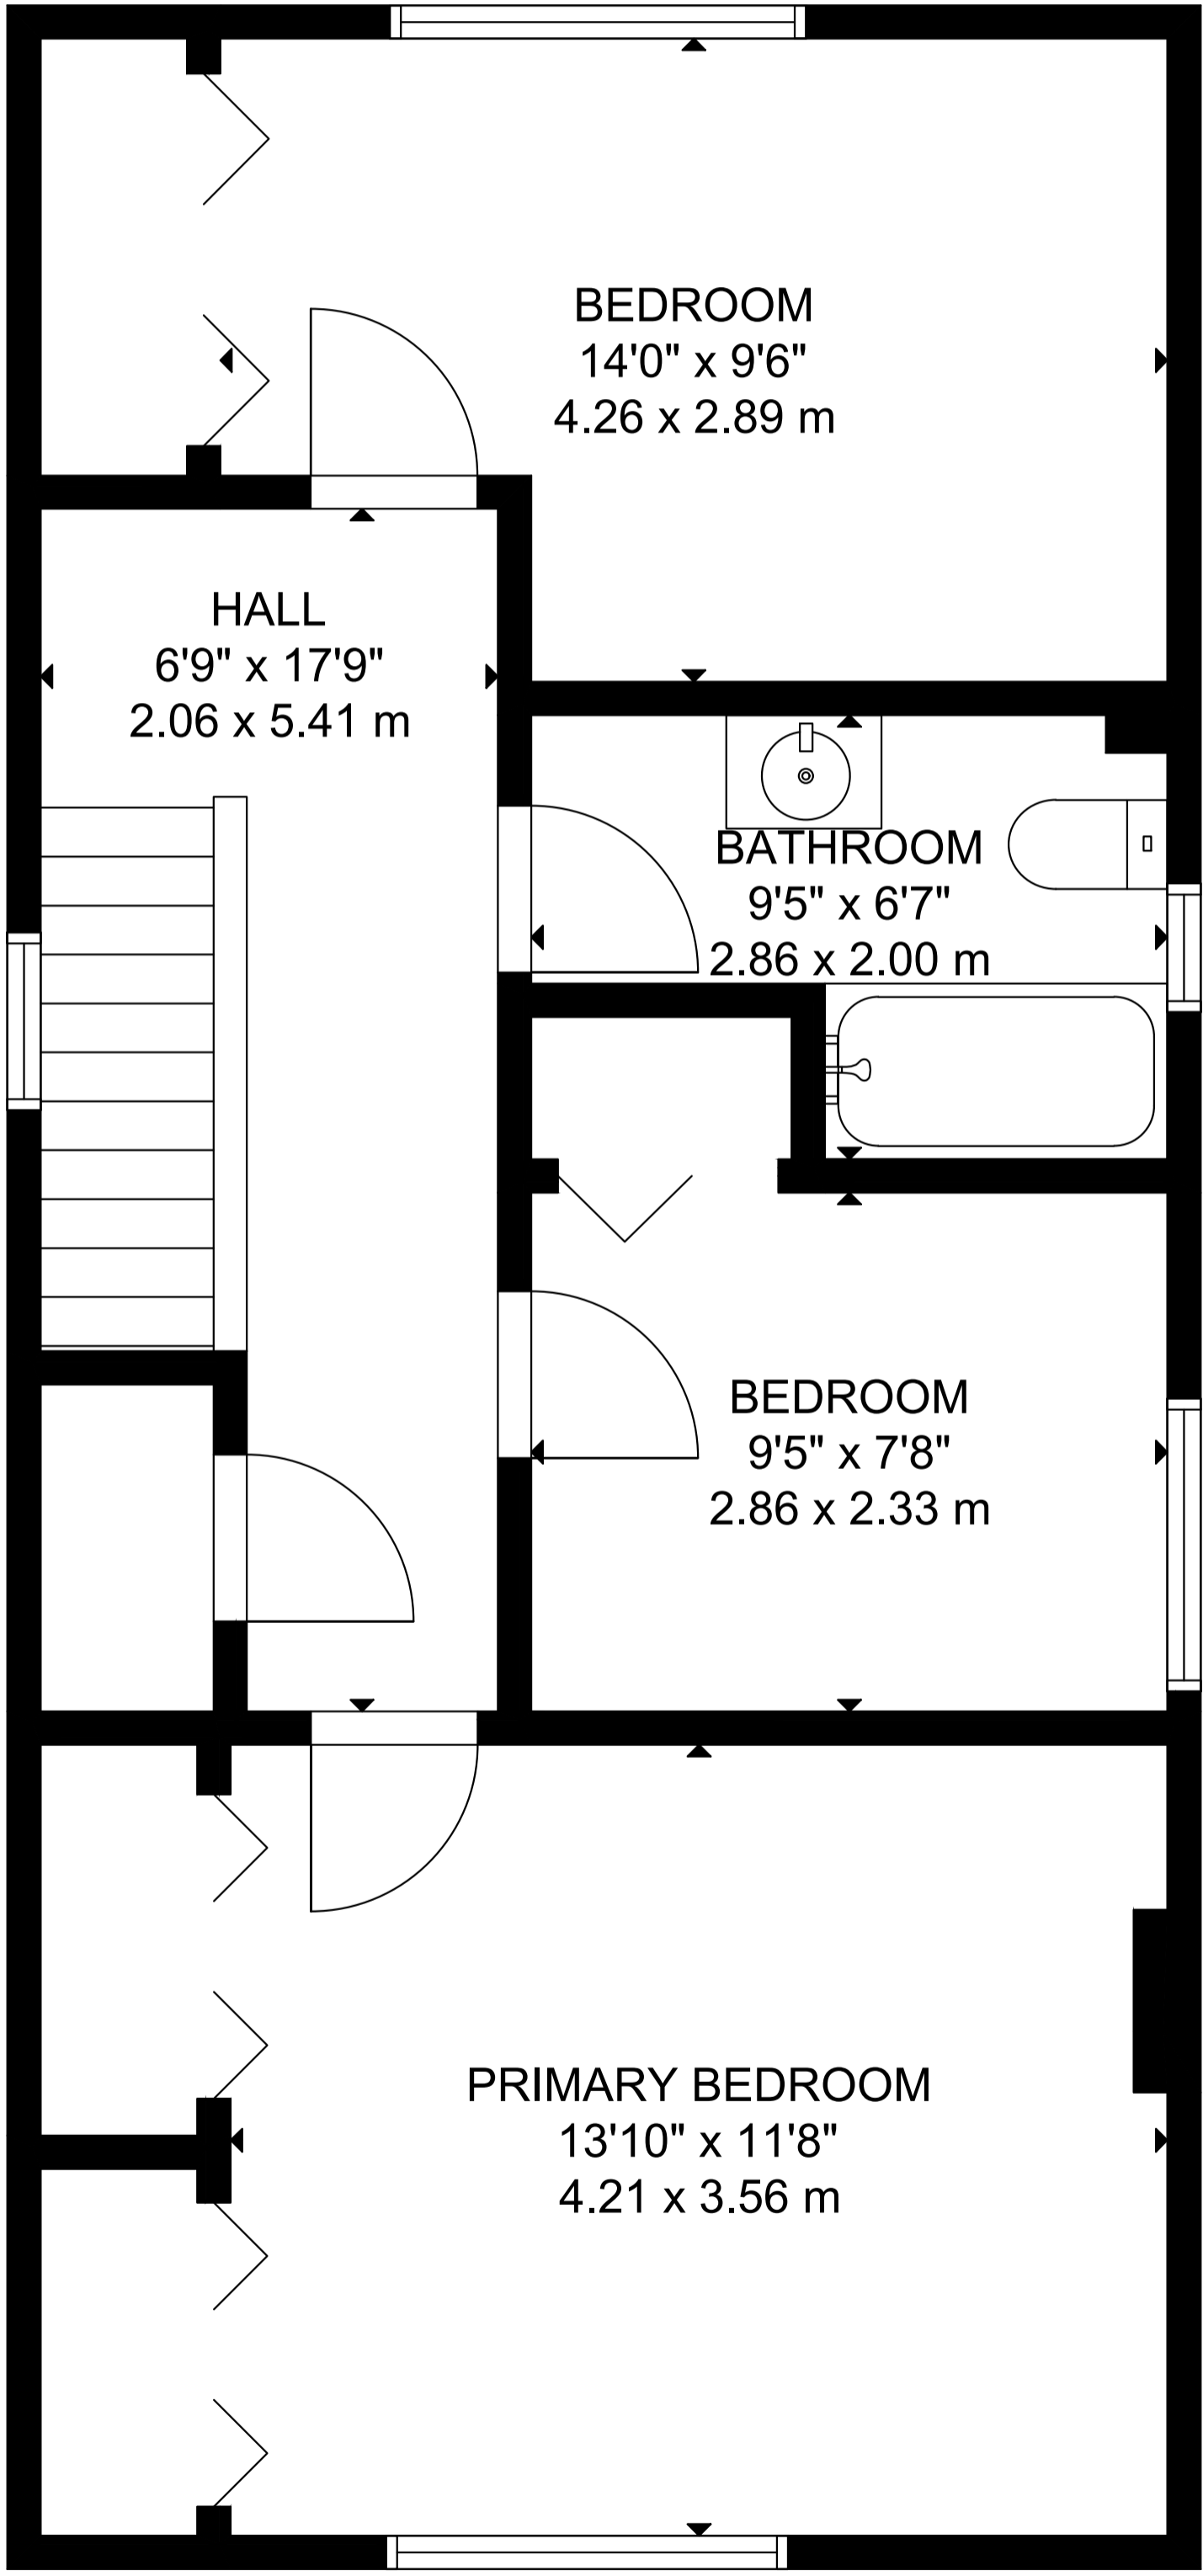 BEDROOM
14'0" x 9'6"
4.26 x 2.89 m
HALL
6'9" x 17'9"
2.06 x 5.41 m
BATHROOM
9'5" x 6'7"
2.86 x 2.00 m
BEDROOM
9'5" x 7'8"
2.86 x 2.33 m
PRIMARY BEDROOM
13'10" x 11'8"
4.21 x 3.56 m